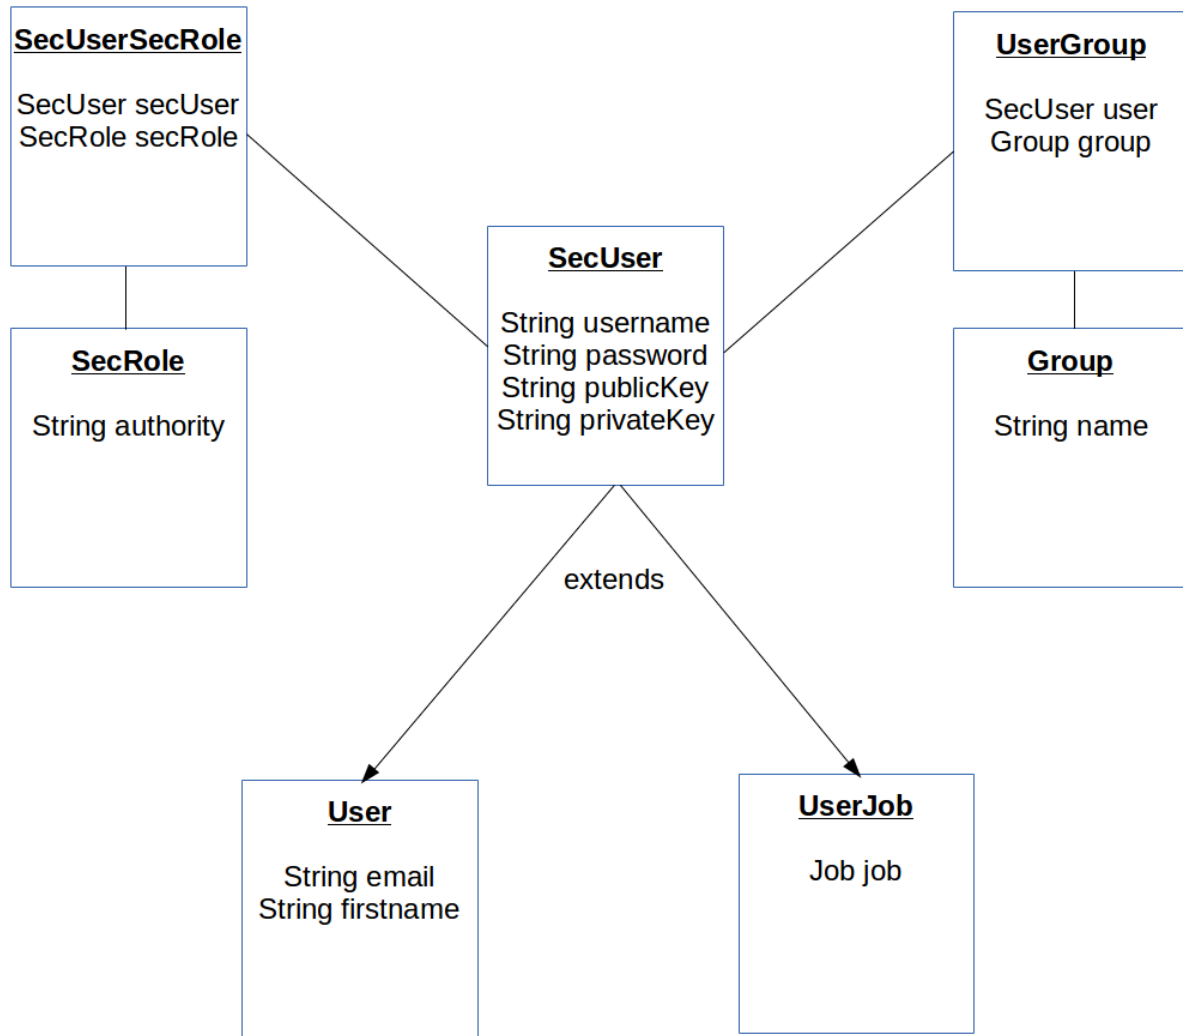 SecUserSecRole
SecUser secUser
SecRole secRole
UserGroup
SecUser user
Group group
SecUser
String username
String password
String publicKey
String privateKey
SecRole
String authority
Group
String name
extends
User
String email
String firstname
UserJob
Job job